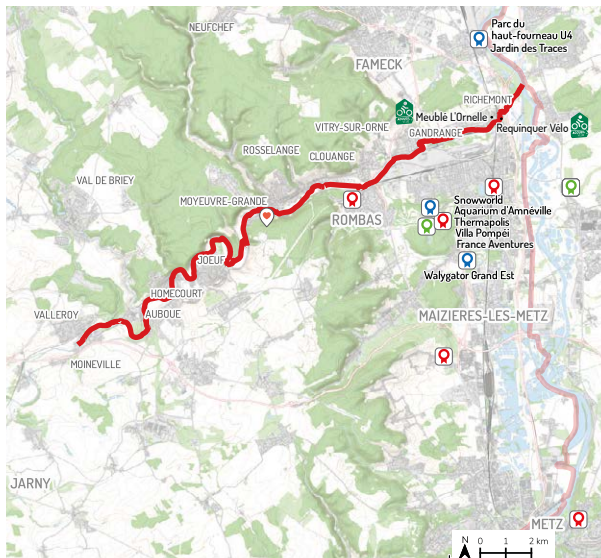 NEUFCHEF
Parc du
haut-fourneau U4
Jardin des Traces
FAMECK
RICHEMONT
Meublé L'Ornelle
Requinquer Vélo
VITRY-SUR-ORNE
GANDRANGE
ROSSELANGE
CLOUANGE
VAL DE BRIEY
MOYEUVRE-GRANDE
ROMBAS
Snowworld
Aquarium d'Amnéville
Thermapolis
Villa Pompéi
France Aventures
JOEUF
Walygator Grand Est
HOMECOURT
VALLEROY
AUBOUE
MAIZIERES-LES-METZ
MOINEVILLE
JARNY
METZ
N 0 1 2 km